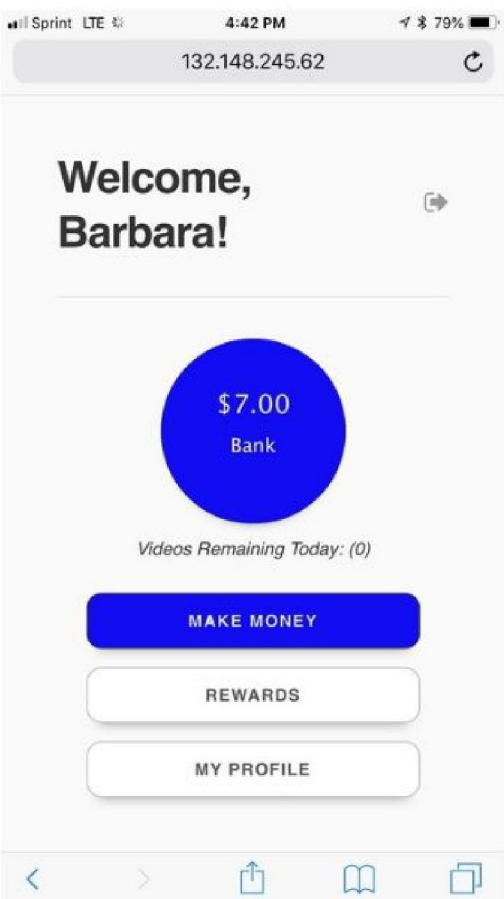 Sprint LTE 4:42 PM 79%
132.148.245.62
Welcome,
Barbara!
$7.00
Bank
Videos Remaining Today: (0)
MAKE MONEY
REWARDS
MY PROFILE